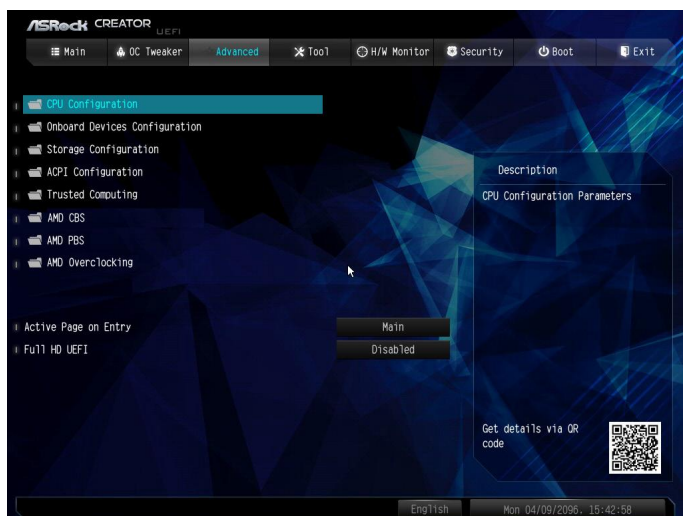 ASRock CREATOR
UEFI
Main OC Tweaker Advanced Tool H/W Monitor Security Boot Exit
CPU Configuration
Onboard Devices Configuration
Storage Configuration
ACPI Configuration
Trusted Computing
AMD CBS
AMD PBS
AMD Overclocking
Active Page on Entry Main
Full HD UEFI Disabled
Description
CPU Configuration Parameters
Get details via QR
code
English Mon 04/09/2096. 15:42:58